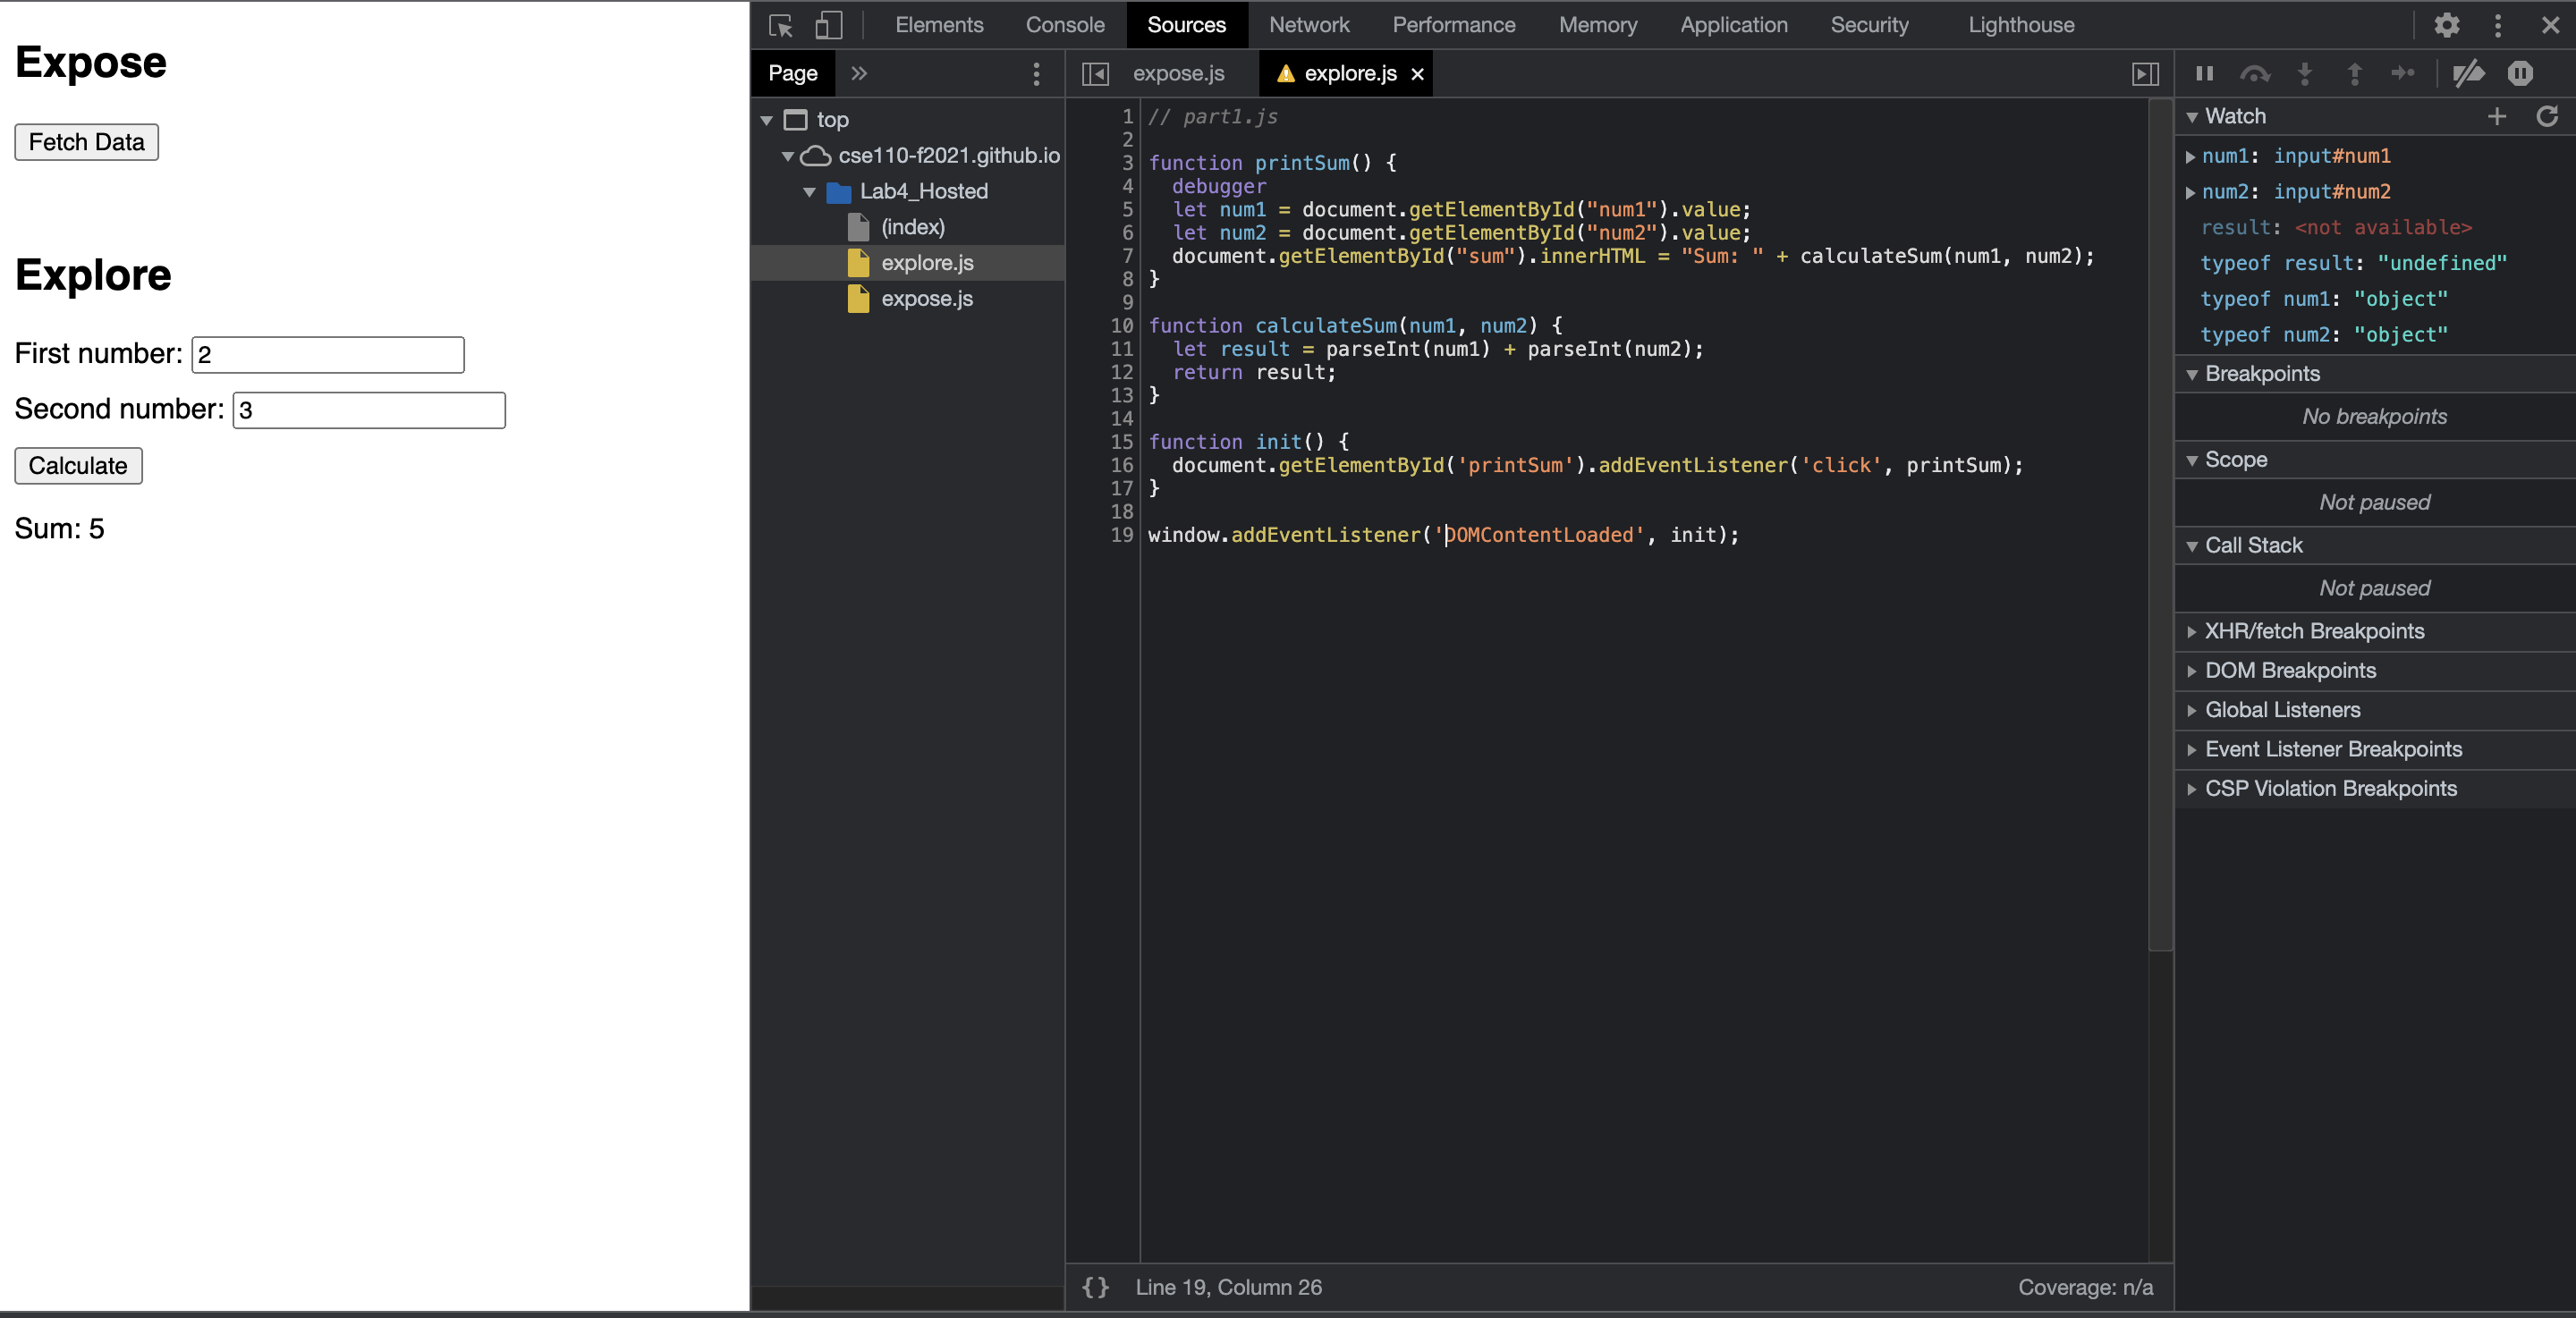 Expose
Fetch Data
Explore
First number: 2
Second number: 3
Calculate
Sum: 5
Elements Console Sources Network Performance Memory Application Security Lighthouse
Page
top
cse110-f2021.github.io
Lab4_Hosted
(index)
explore.js
expose.js
expose.js explore.js
1 // part1.js
2
3 function printSum() {
4 debugger
5 let num1 = document.getElementById("num1").value;
6 let num2 = document.getElementById("num2").value;
7 document.getElementById("sum").innerHTML = "Sum: " + calculateSum(num1, num2);
8 }
9
10 function calculateSum(num1, num2) {
11 let result = parseInt(num1) + parseInt(num2);
12 return result;
13 }
14
15 function init() {
16 document.getElementById('printSum').addEventListener('click', printSum);
17 }
18
19 window.addEventListener('DOMContentLoaded', init);
{} Line 19, Column 26 Coverage: n/a
Watch
num1: input#num1
num2: input#num2
result: <not available>
typeof result: "undefined"
typeof num1: "object"
typeof num2: "object"
Breakpoints
No breakpoints
Scope
Not paused
Call Stack
Not paused
XHR/fetch Breakpoints
DOM Breakpoints
Global Listeners
Event Listener Breakpoints
CSP Violation Breakpoints